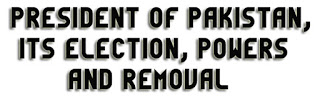 PRESIDENT OF PAKISTAN,
ITS ELECTION, POWERS
AND REMOVAL